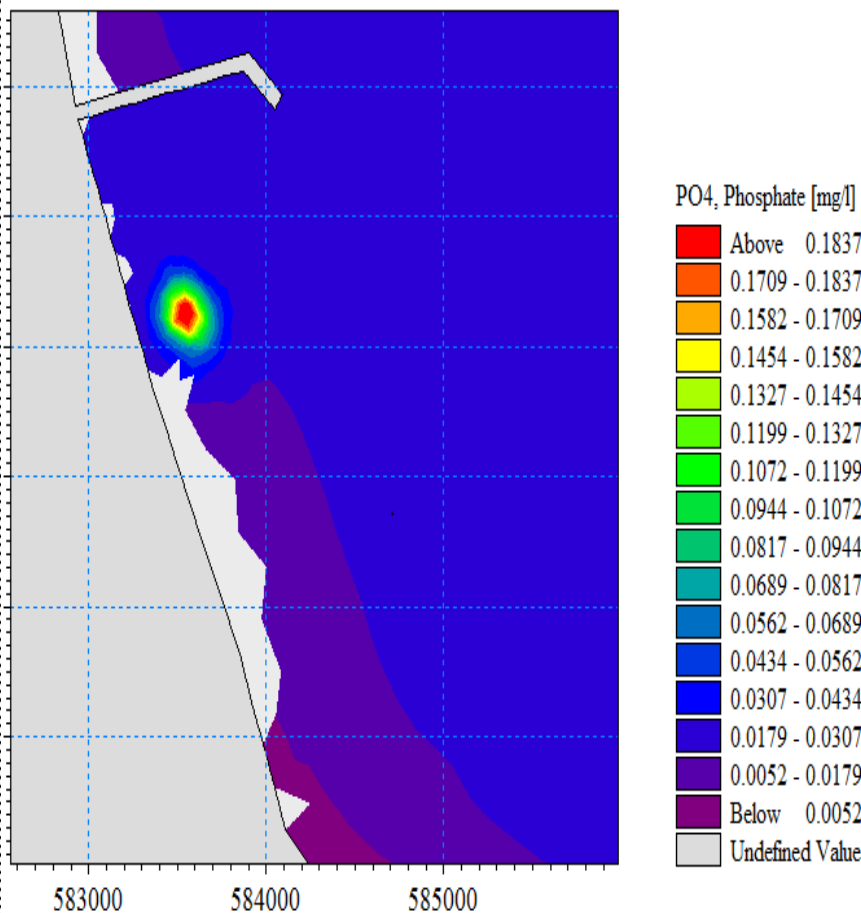 PO4, Phosphate [mg/l]
Above 0.1837
0.1709 - 0.1837
0.1582 - 0.1709
0.1454 - 0.1582
0.1327 - 0.1454
0.1199 - 0.1327
0.1072 - 0.1199
0.0944 - 0.1072
0.0817 - 0.0944
0.0689 - 0.0817
0.0562 - 0.0689
0.0434 - 0.0562
0.0307 - 0.0434
0.0179 - 0.0307
0.0052 - 0.0179
Below 0.0052
Undefined Value
583000 584000 585000